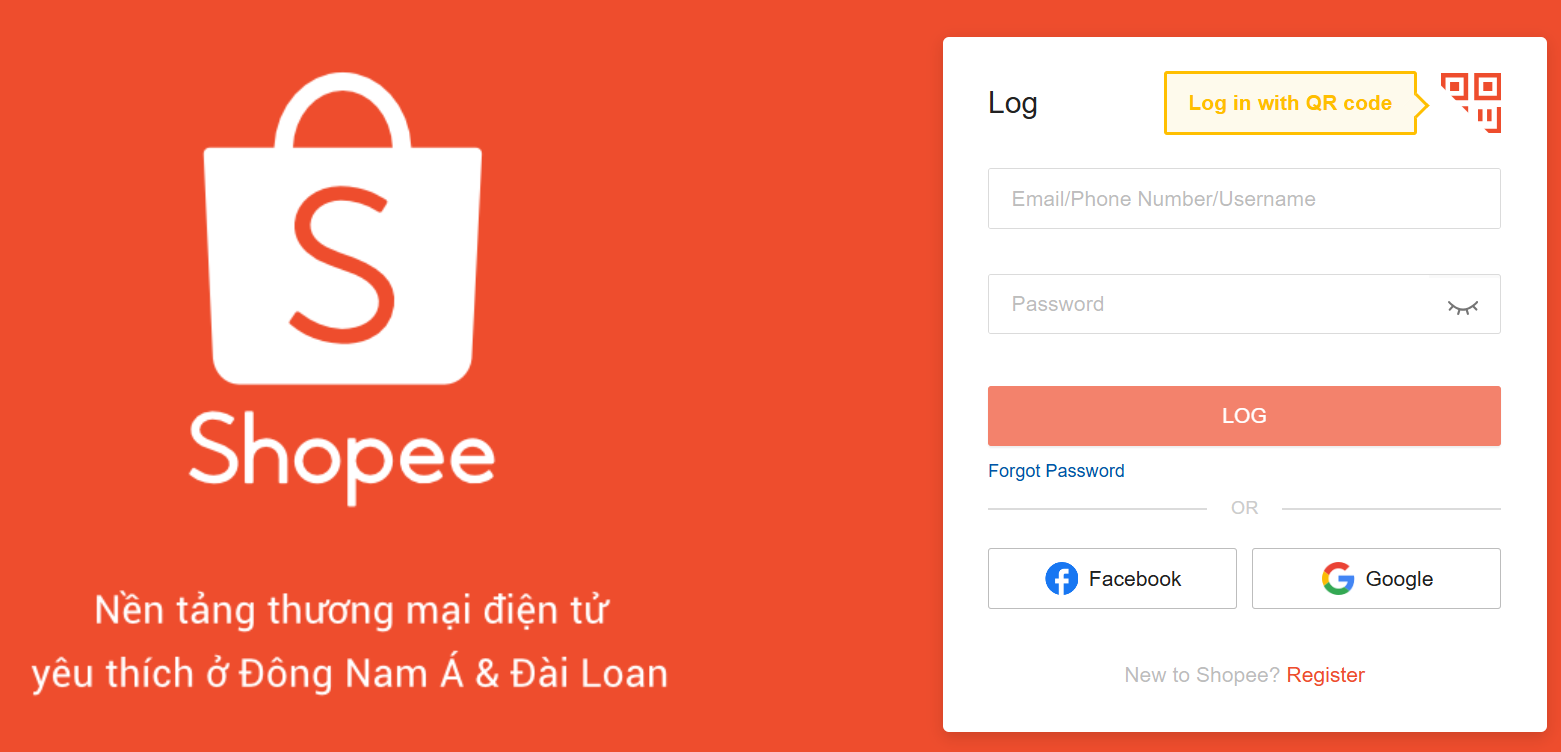 S
Shopee
Nền tảng thương mại điện tử
yêu thích ở Đông Nam Á & Đài Loan
Log
Log in with QR code
Email/Phone Number/Username
Password
LOG
Forgot Password
OR
Facebook
Google
New to Shopee? Register